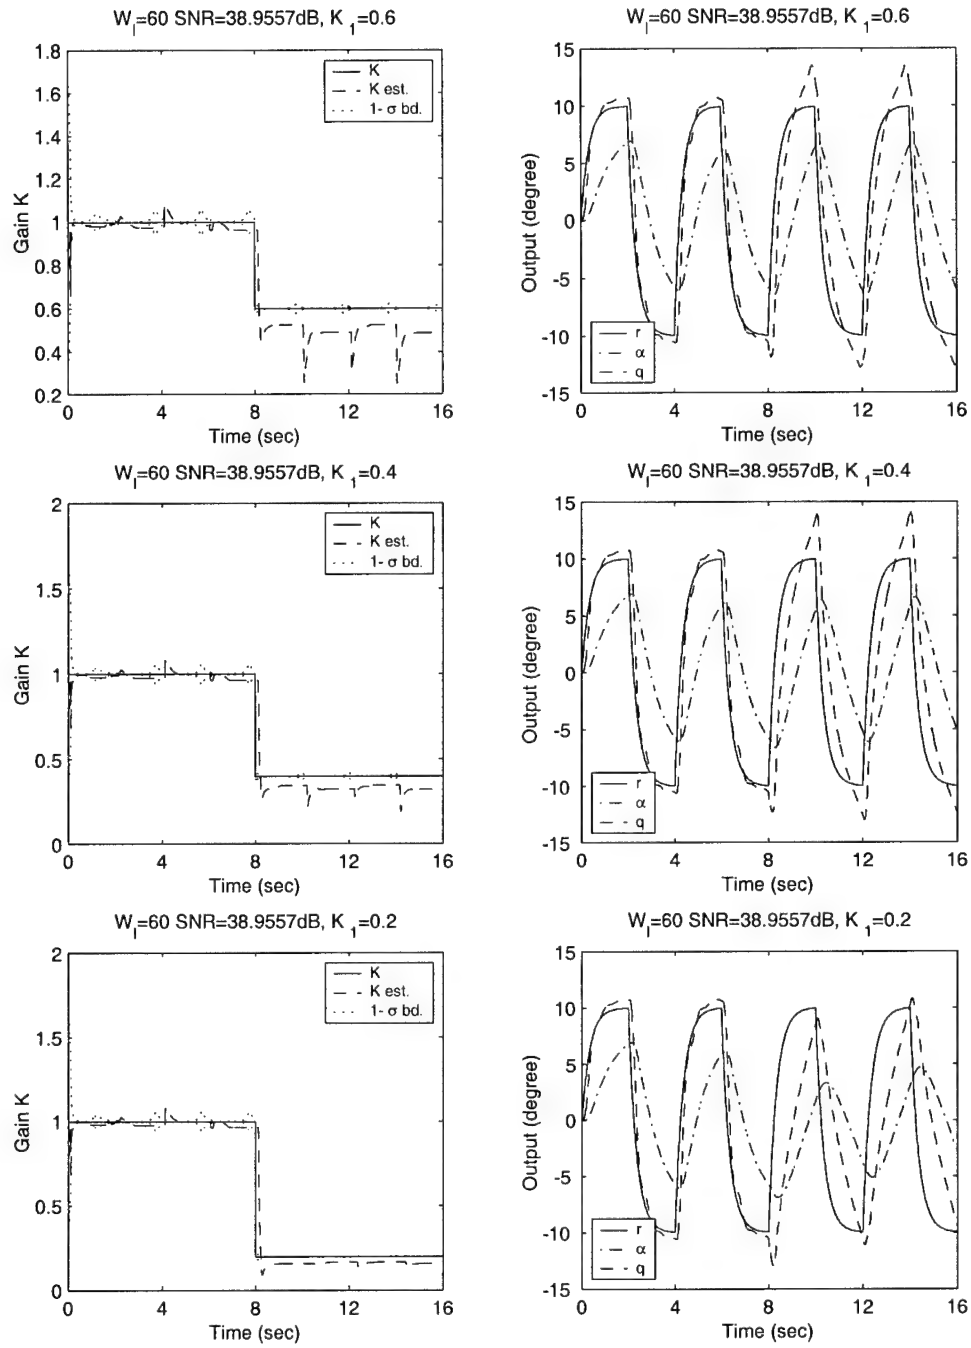 W_l=60 SNR=38.9557dB, K_1=0.6
1.8
1.6
1.4
1.2
1
0.8
0.6
0.4
0.2
Gain K
K
K est.
1- σ bd.
0 4 8 12 16
Time (sec)
W_l=60 SNR=38.9557dB, K_1=0.6
15
10
5
0
-5
-10
-15
Output (degree)
r
α
q
0 4 8 12 16
Time (sec)
W_l=60 SNR=38.9557dB, K_1=0.4
2
1.5
1
0.5
0
Gain K
K
K est.
1- σ bd.
0 4 8 12 16
Time (sec)
W_l=60 SNR=38.9557dB, K_1=0.4
15
10
5
0
-5
-10
-15
Output (degree)
r
α
q
0 4 8 12 16
Time (sec)
W_l=60 SNR=38.9557dB, K_1=0.2
2
1.5
1
0.5
0
Gain K
K
K est.
1- σ bd.
0 4 8 12 16
Time (sec)
W_l=60 SNR=38.9557dB, K_1=0.2
15
10
5
0
-5
-10
-15
Output (degree)
r
α
q
0 4 8 12 16
Time (sec)